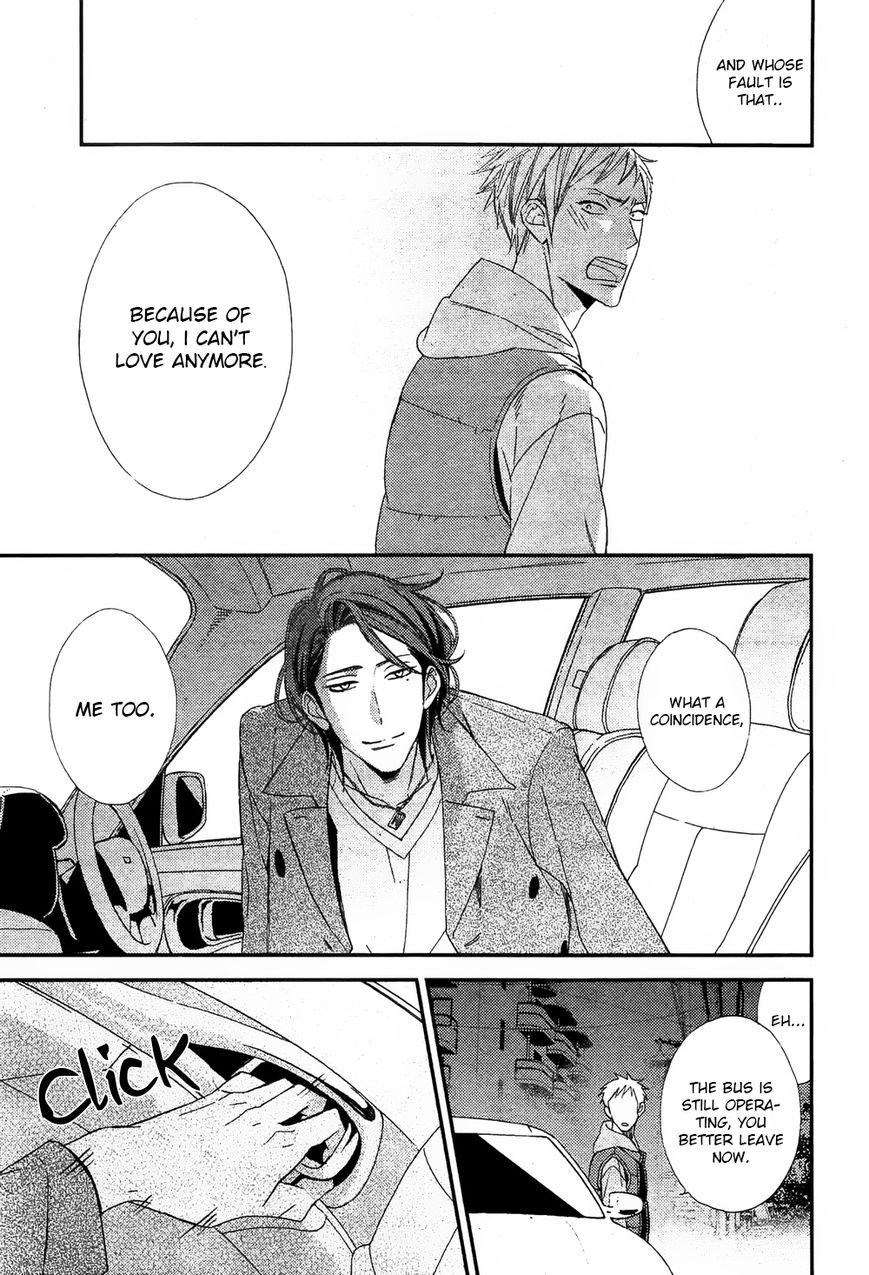 AND WHOSE
FAULT IS
THAT..
BECAUSE OF
YOU, I CAN'T
LOVE ANYMORE.
WHAT A
COINCIDENCE,
ME TOO.
EH...
THE BUS IS
STILL OPERA-
TING, YOU
BETTER LEAVE
NOW.
CLICK